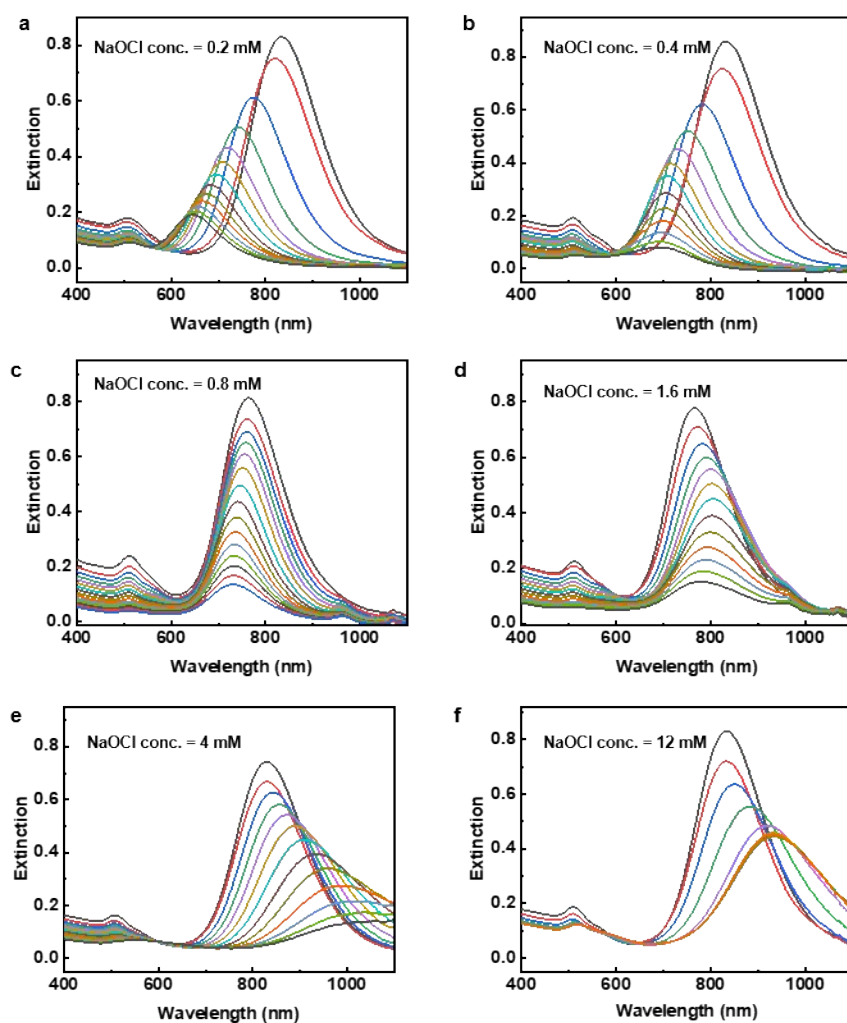 a
NaOCl conc. = 0.2 mM
Extinction
0.8
0.6
0.4
0.2
0.0
400 600 800 1000
Wavelength (nm)
b
NaOCl conc. = 0.4 mM
Extinction
0.8
0.6
0.4
0.2
0.0
400 600 800 1000
Wavelength (nm)
c
NaOCl conc. = 0.8 mM
Extinction
0.8
0.6
0.4
0.2
0.0
400 600 800 1000
Wavelength (nm)
d
NaOCl conc. = 1.6 mM
Extinction
0.8
0.6
0.4
0.2
0.0
400 600 800 1000
Wavelength (nm)
e
NaOCl conc. = 4 mM
Extinction
0.8
0.6
0.4
0.2
0.0
400 600 800 1000
Wavelength (nm)
f
NaOCl conc. = 12 mM
Extinction
0.8
0.6
0.4
0.2
0.0
400 600 800 1000
Wavelength (nm)